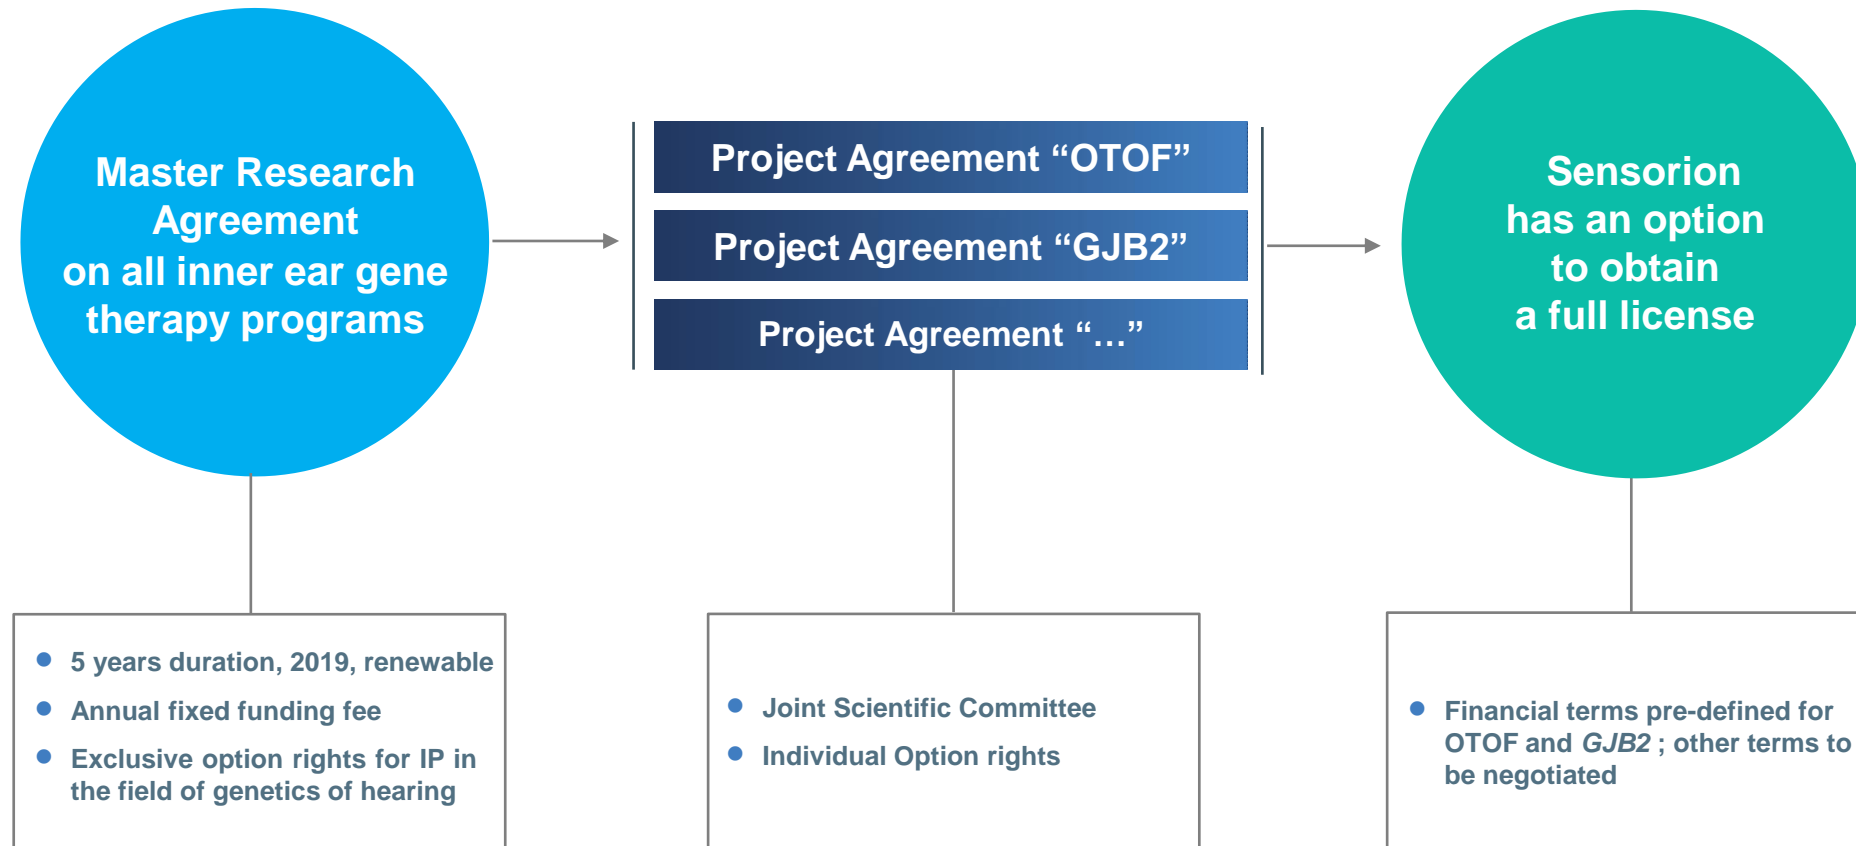 Master Research
Agreement
on all inner ear gene
therapy programs
Project Agreement “OTOF”
Project Agreement “GJB2”
Project Agreement “…”
Sensorion
has an option
to obtain
a full license
5 years duration, 2019, renewable
Annual fixed funding fee
Exclusive option rights for IP in
the field of genetics of hearing
Joint Scientific Committee
Individual Option rights
Financial terms pre-defined for
OTOF and GJB2 ; other terms to
be negotiated